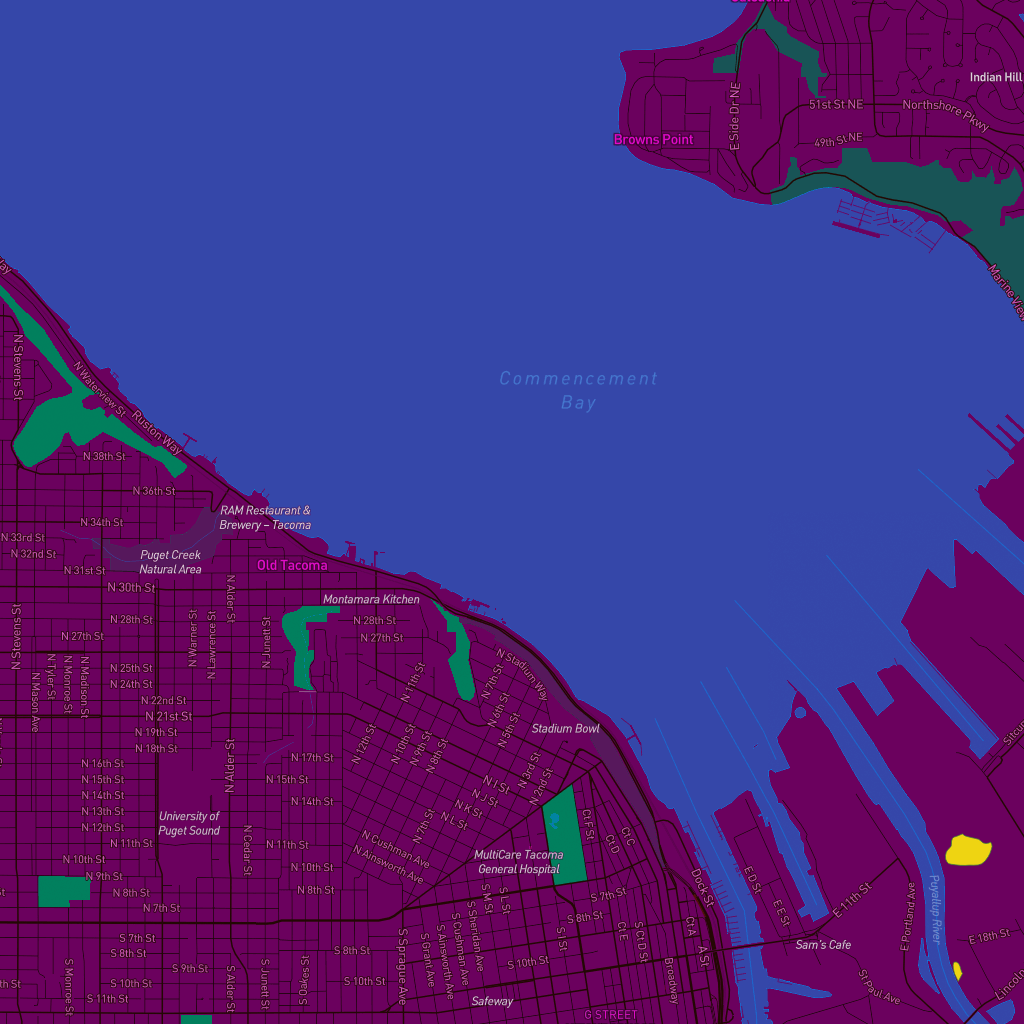 Indian Hill
51st St NE
Northshore Pkwy
E Side Dr NE
Browns Point
49th St NE
Marine View
Commencement
Bay
N Stevens St
N Waterview St
Ruston Way
N 38th St
N 36th St
RAM Restaurant &
Brewery – Tacoma
N 34th St
N 33rd St
N 32nd St
Puget Creek
Natural Area
N 31st St
Old Tacoma
N 30th St
N Alder St
Montamara Kitchen
N 28th St
N 28th St
N 27th St
N 27th St
N Stevens St
N Warner St
N Lawrence St
N Junett St
N Stadium Way
N 25th St
N 24th St
N Tyler St
N Monroe St
N Madison St
N Mason Ave
N 11th St
N 7th St
N 22nd St
N 21st St
N 6th St
N 5th St
Stadium Bowl
N 19th St
N 18th St
N 12th St
N 10th St
N 9th St
N 8th St
N 17th St
N 16th St
N 15th St
N 15th St
N Alder St
N 3rd St
N 2nd St
N I St
N J St
N K St
N L St
N 14th St
N 14th St
N 13th St
N 12th St
University of
Puget Sound
N 7th St
Ct F St
Ct D
Ct C
N 11th St
N 11th St
N Cedar St
N Cushman Ave
N Ainsworth Ave
MultiCare Tacoma
General Hospital
N 10th St
N 10th St
N 9th St
N 8th St
N 8th St
N 7th St
S M St
S L St
S 7th St
Dock St
E D St
E E St
E 11th St
E Portland Ave
Puyallup River
S 8th St
S 7th St
S 8th St
S 8th St
S Sprague Ave
S Grant Ave
S Ainsworth Ave
S Cushman Ave
S Sheridan Ave
S I St
Ct E
S Ct D St
Ct A
A St
Sam's Cafe
E 18th St
S 9th St
S 10th St
S 10th St
S 10th St
S 11th St
S Monroe St
S Alder St
S Junett St
S Oakes St
Broadway
St Paul Ave
Lincoln
Safeway
G STREET